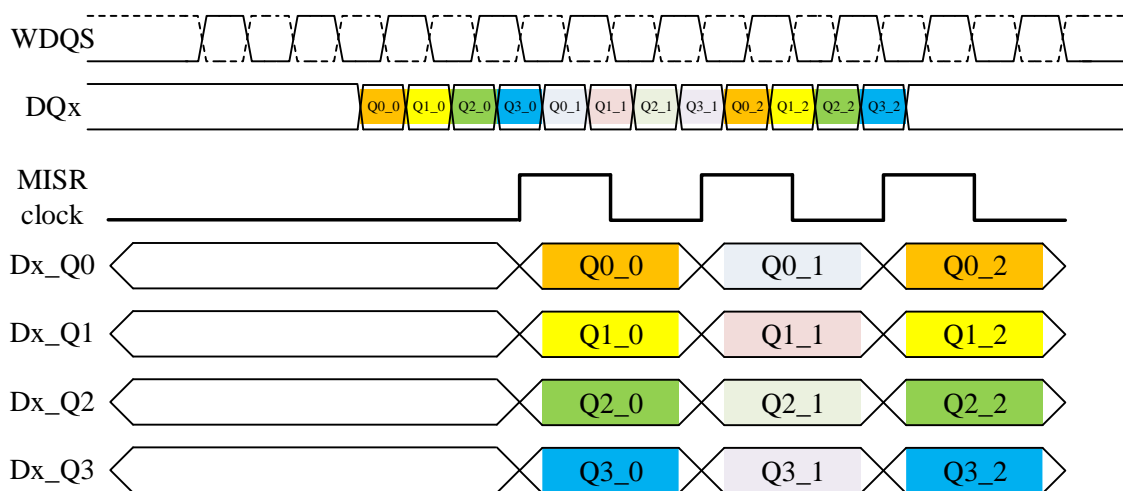 WDQS
DQx
Q0_0 Q1_0 Q2_0 Q3_0 Q0_1 Q1_1 Q2_1 Q3_1 Q0_2 Q1_2 Q2_2 Q3_2
MISR
clock
Dx_Q0 Q0_0 Q0_1 Q0_2
Dx_Q1 Q1_0 Q1_1 Q1_2
Dx_Q2 Q2_0 Q2_1 Q2_2
Dx_Q3 Q3_0 Q3_1 Q3_2